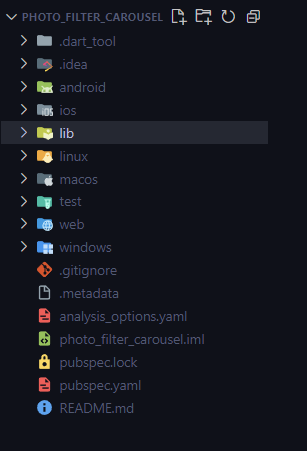 PHOTO_FILTER_CAROUSEL
.dart_tool
.idea
android
iOS
ios
lib
linux
macos
test
web
windows
.gitignore
.metadata
analysis_options.yaml
photo_filter_carousel.iml
pubspec.lock
pubspec.yaml
README.md